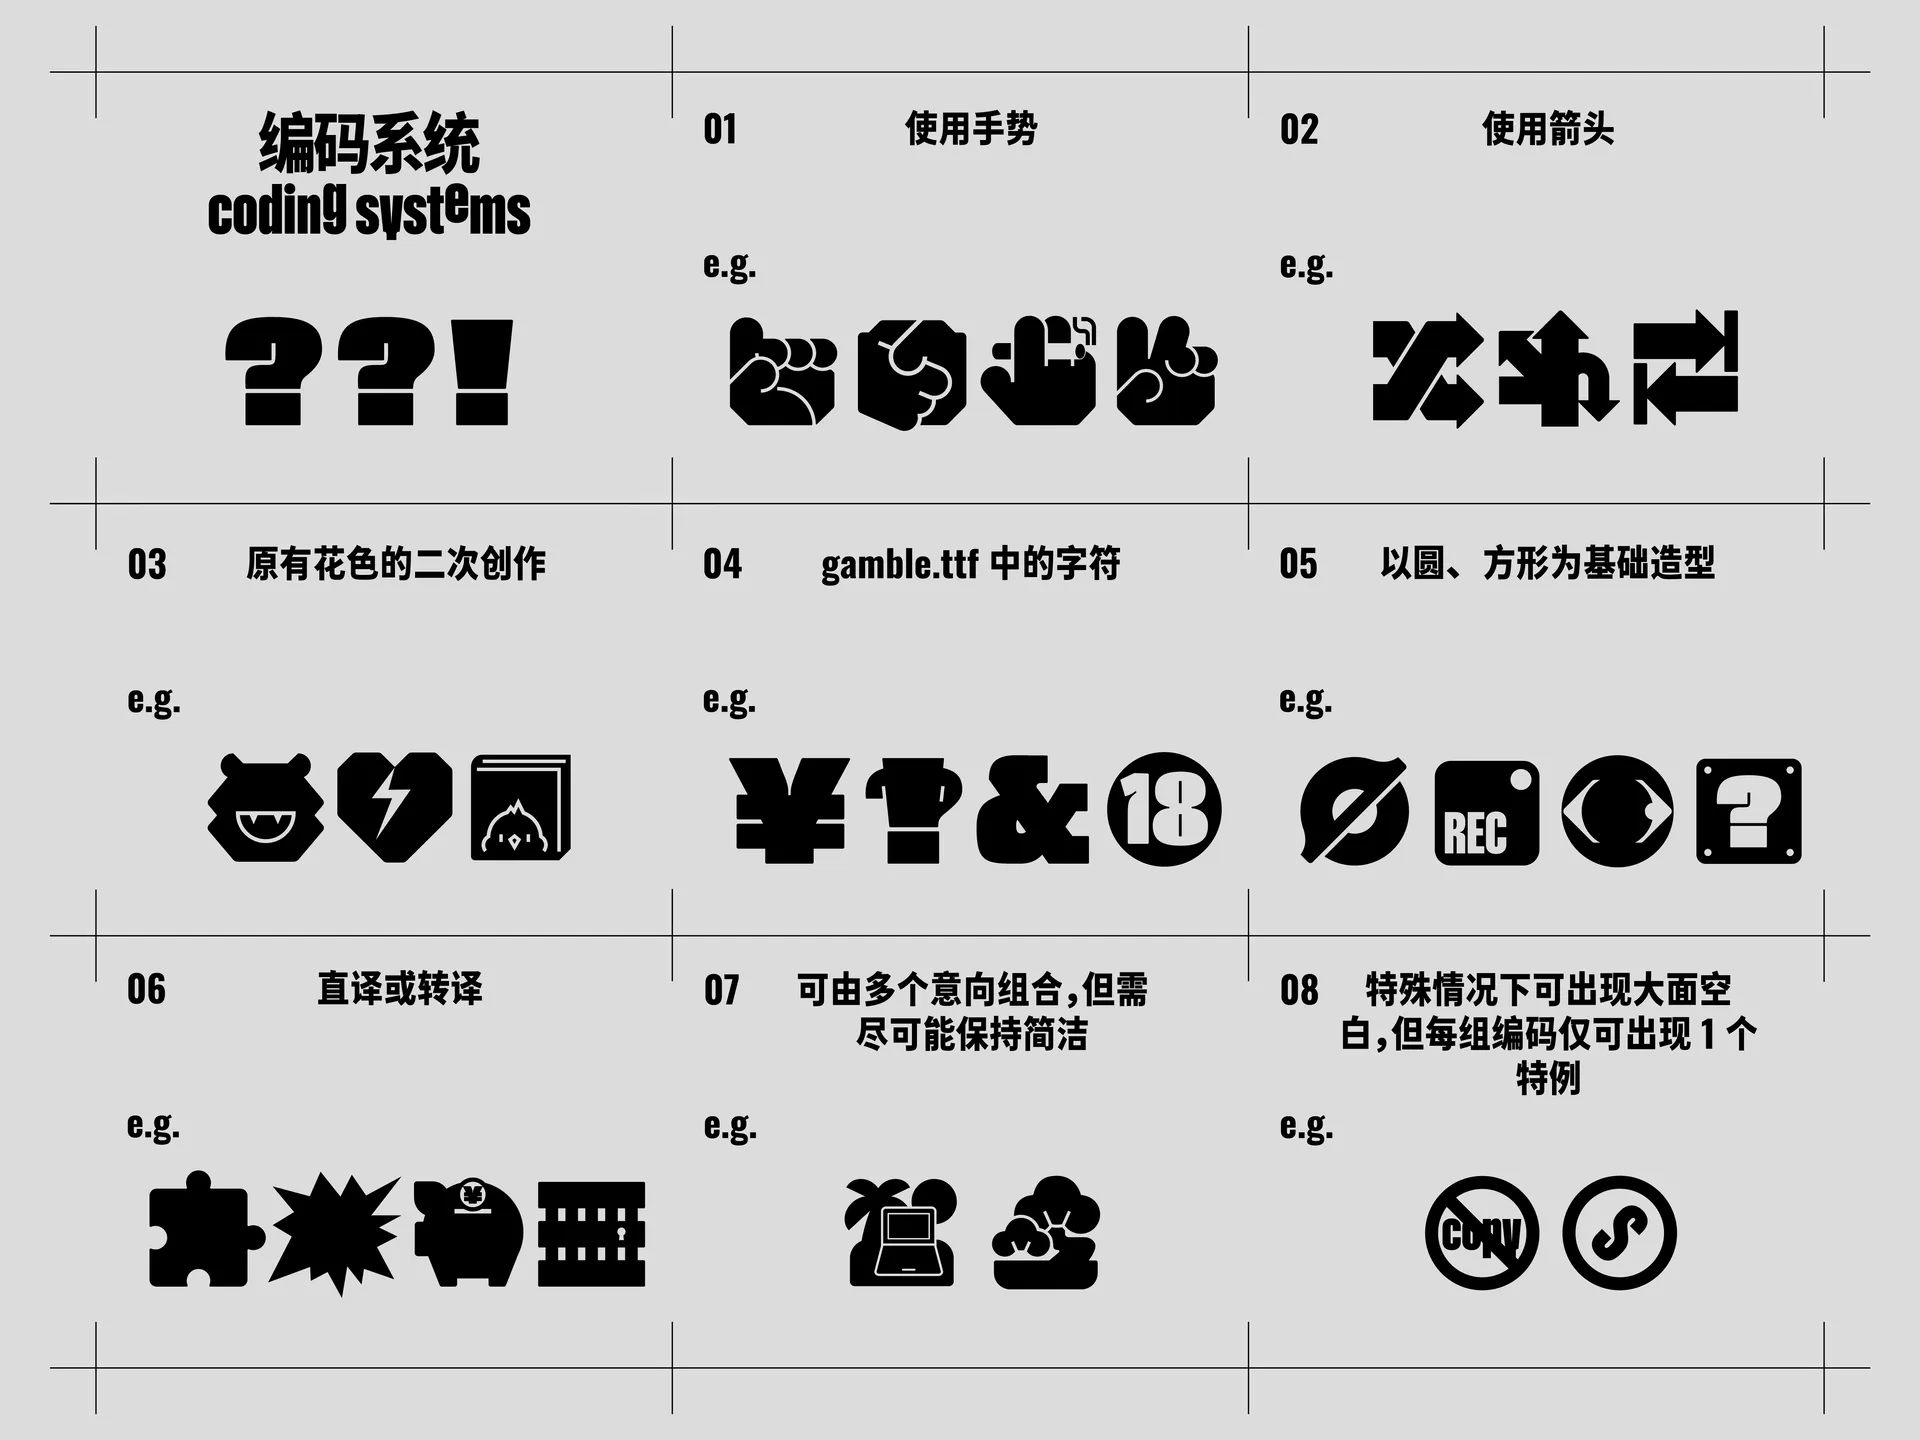 编码系统
coding systems
??!
01 使用手势
e.g.
02 使用箭头
e.g.
03 原有花色的二次创作
e.g.
04 gamble.ttf 中的字符
e.g.
¥ ? & 18
05 以圆、方形为基础造型
e.g.
REC
?
06 直译或转译
e.g.
¥
07 可由多个意向组合,但需
尽可能保持简洁
e.g.
08 特殊情况下可出现大面空
白,但每组编码仅可出现 1 个
特例
e.g.
copy
S